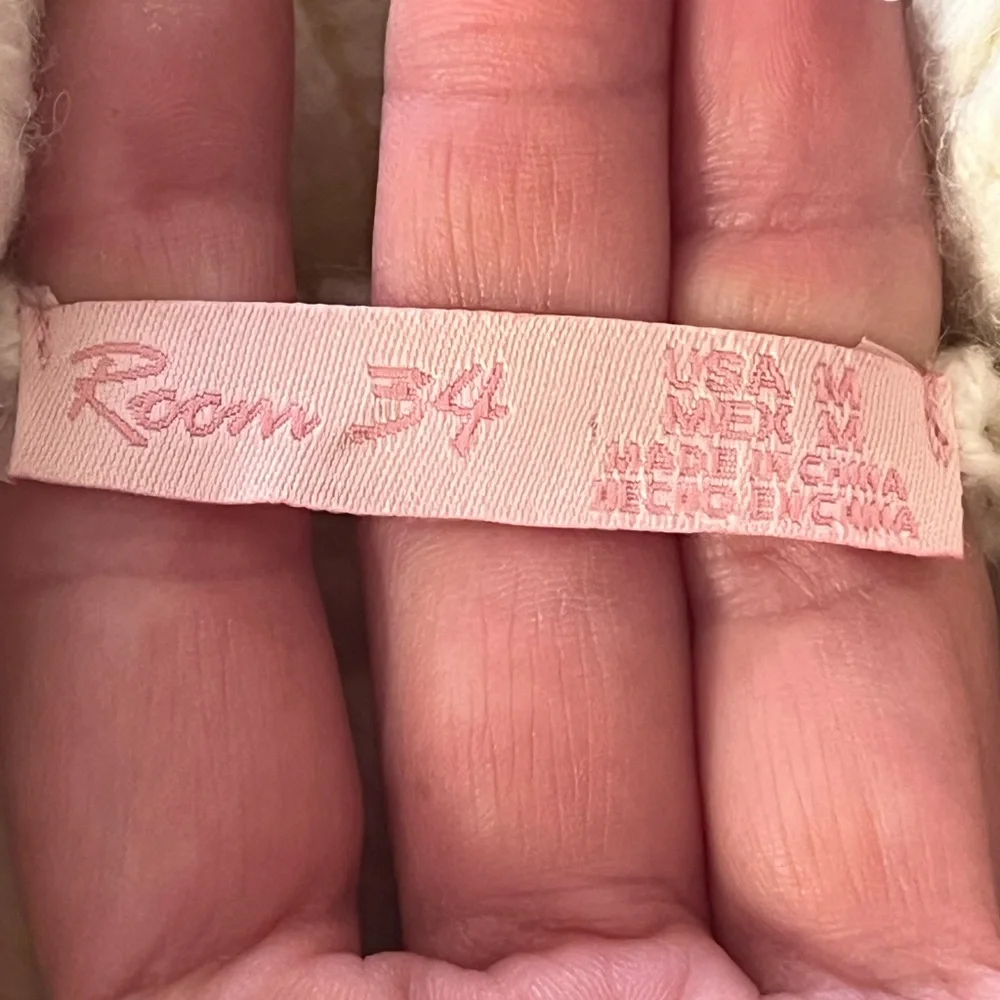 Room 34
USA M
MEX M
MADE IN CHINA
HECHO EN CHINA